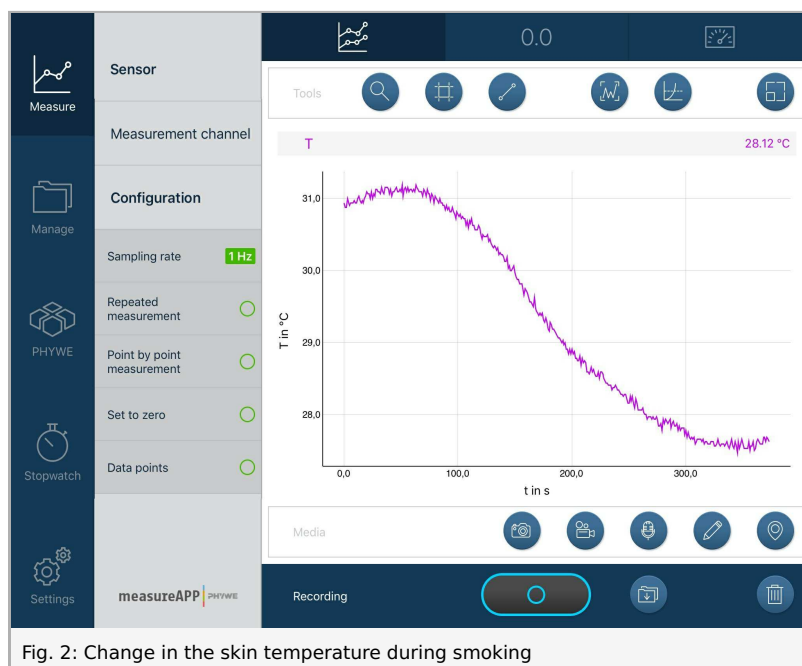 0.0
Measure
Sensor
Tools
Measurement channel
T
28.12 °C
Configuration
Manage
Sampling rate
1 Hz
Repeated
measurement
PHYWE
Point by point
measurement
Set to zero
Stopwatch
Data points
T in °C
31,0
30,0
29,0
28,0
0,0
100,0
200,0
300,0
t in s
Media
Settings
measureAPP
PHYWE
Recording
Fig. 2: Change in the skin temperature during smoking